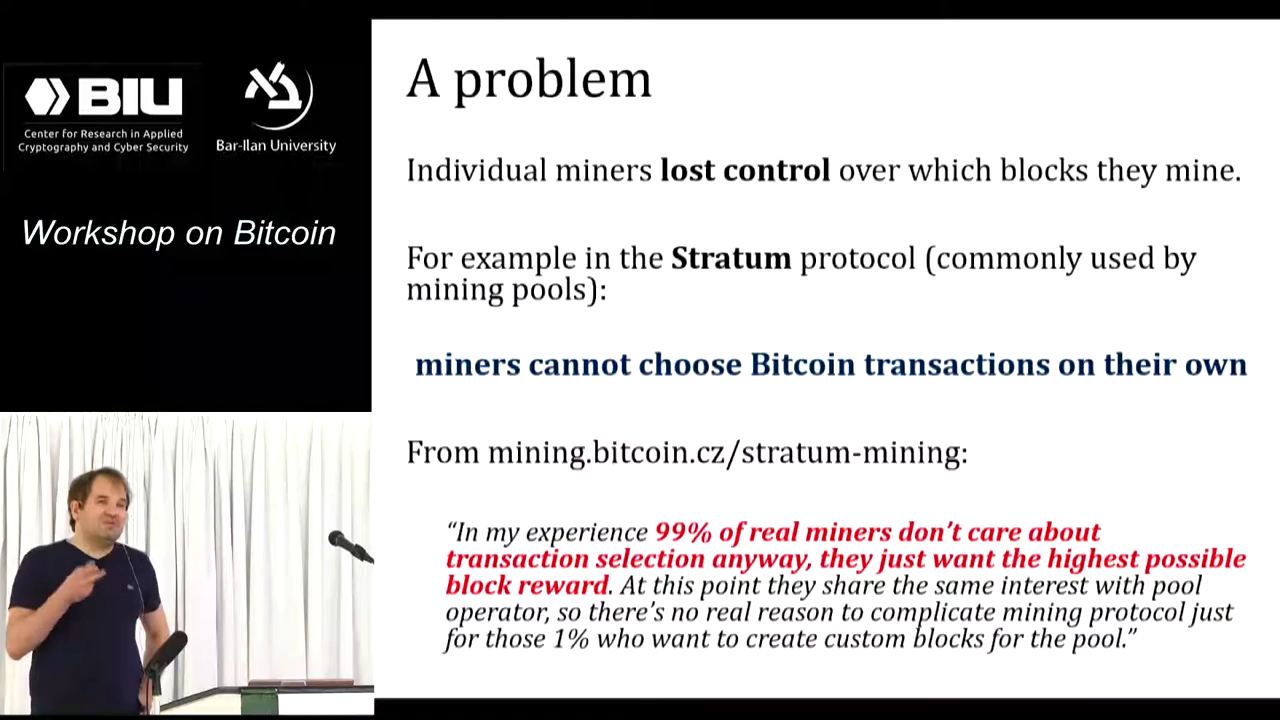 BIU
Center for Research in Applied
Cryptography and Cyber Security
Bar-Ilan University
Workshop on Bitcoin
A problem
Individual miners lost control over which blocks they mine.
For example in the Stratum protocol (commonly used by
mining pools):
miners cannot choose Bitcoin transactions on their own
From mining.bitcoin.cz/stratum-mining:
“In my experience 99% of real miners don’t care about
transaction selection anyway, they just want the highest possible
block reward. At this point they share the same interest with pool
operator, so there’s no real reason to complicate mining protocol just
for those 1% who want to create custom blocks for the pool.”